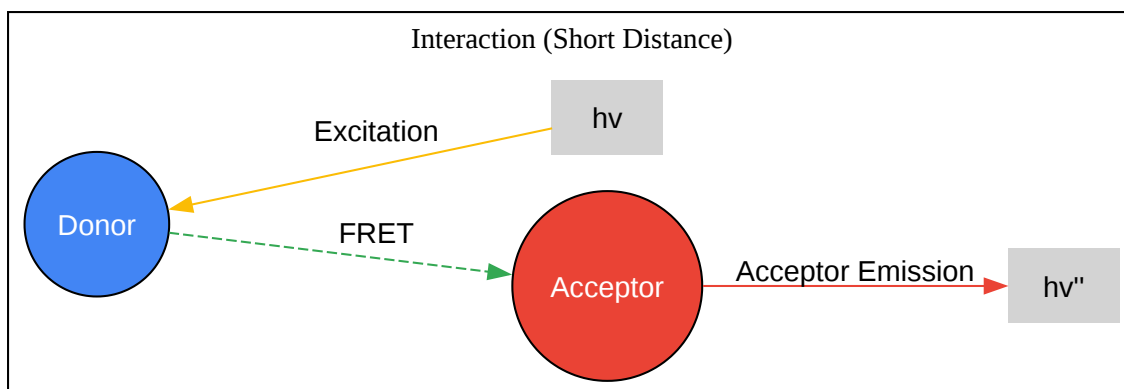 Interaction (Short Distance)
hv
Excitation
Donor
FRET
Acceptor
Acceptor Emission
hv''